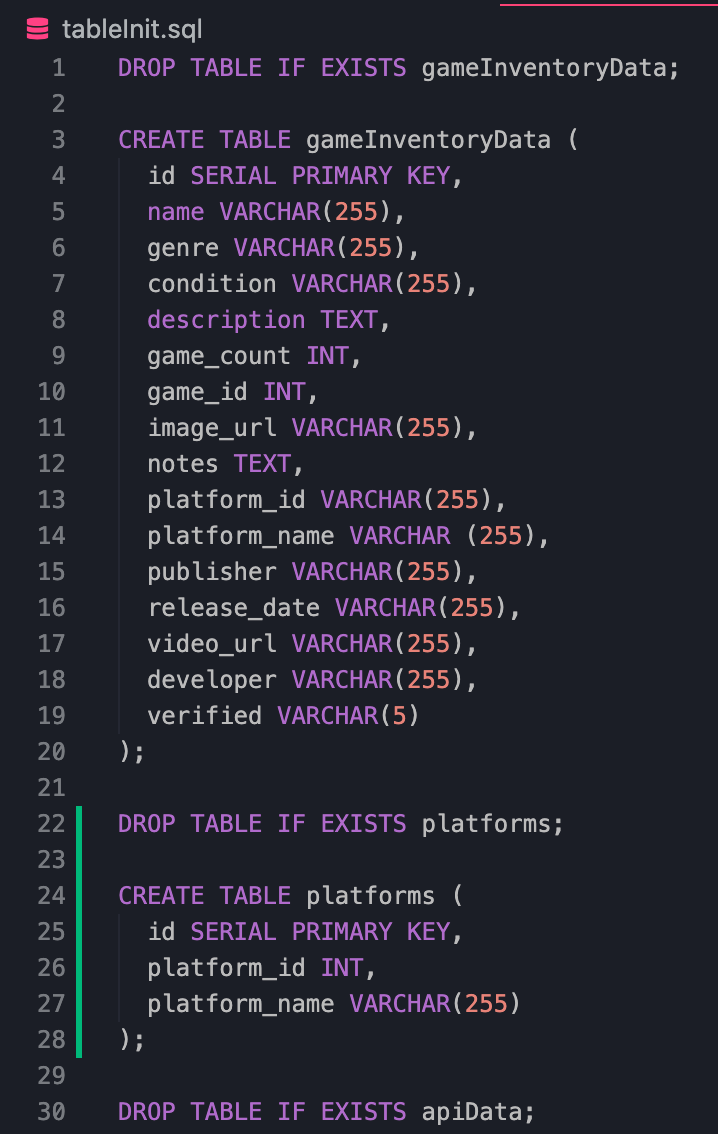 tableInit.sql
1 DROP TABLE IF EXISTS gameInventoryData;
2
3 CREATE TABLE gameInventoryData (
4 id SERIAL PRIMARY KEY,
5 name VARCHAR(255),
6 genre VARCHAR(255),
7 condition VARCHAR(255),
8 description TEXT,
9 game_count INT,
10 game_id INT,
11 image_url VARCHAR(255),
12 notes TEXT,
13 platform_id VARCHAR(255),
14 platform_name VARCHAR (255),
15 publisher VARCHAR(255),
16 release_date VARCHAR(255),
17 video_url VARCHAR(255),
18 developer VARCHAR(255),
19 verified VARCHAR(5)
20 );
21
22 DROP TABLE IF EXISTS platforms;
23
24 CREATE TABLE platforms (
25 id SERIAL PRIMARY KEY,
26 platform_id INT,
27 platform_name VARCHAR(255)
28 );
29
30 DROP TABLE IF EXISTS apiData;